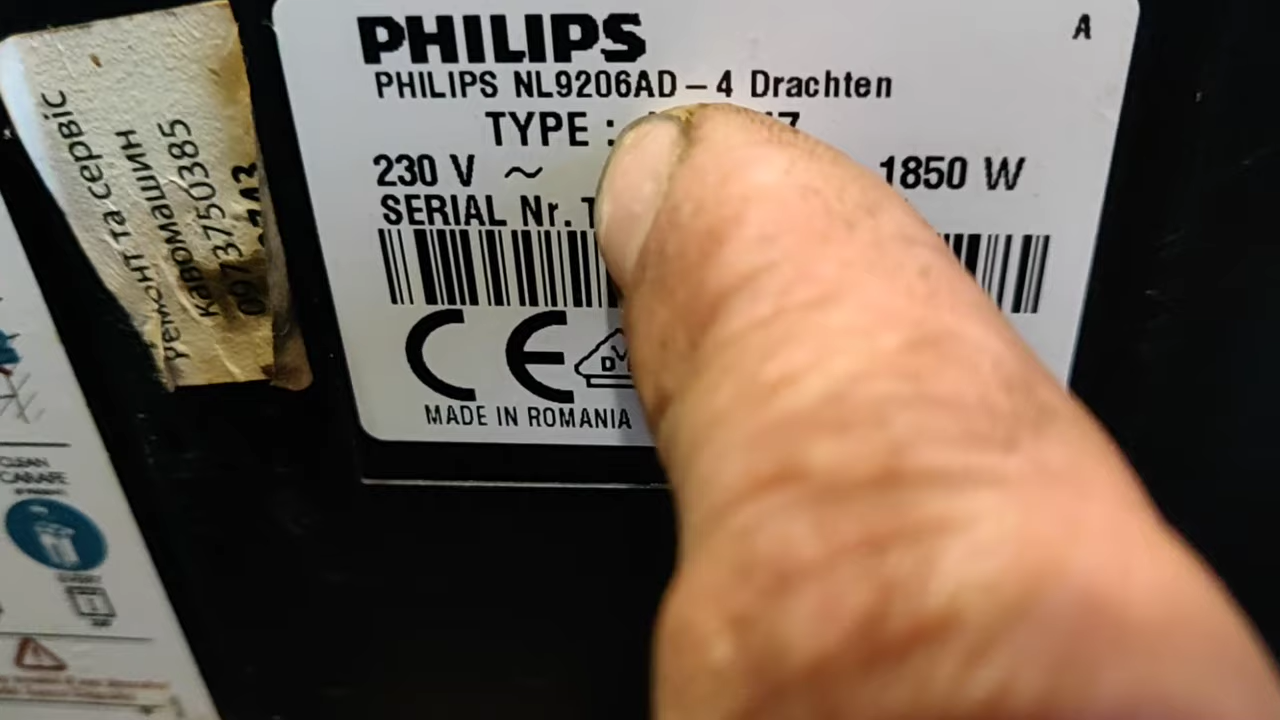 PHILIPS
A
PHILIPS NL9206AD – 4 Drachten
TYPE :
230 V ~ 1850 W
SERIAL Nr.
CE
MADE IN ROMANIA
Ремонт та сервіс
кавомашин
0973750385
CLEAN
CARAFE